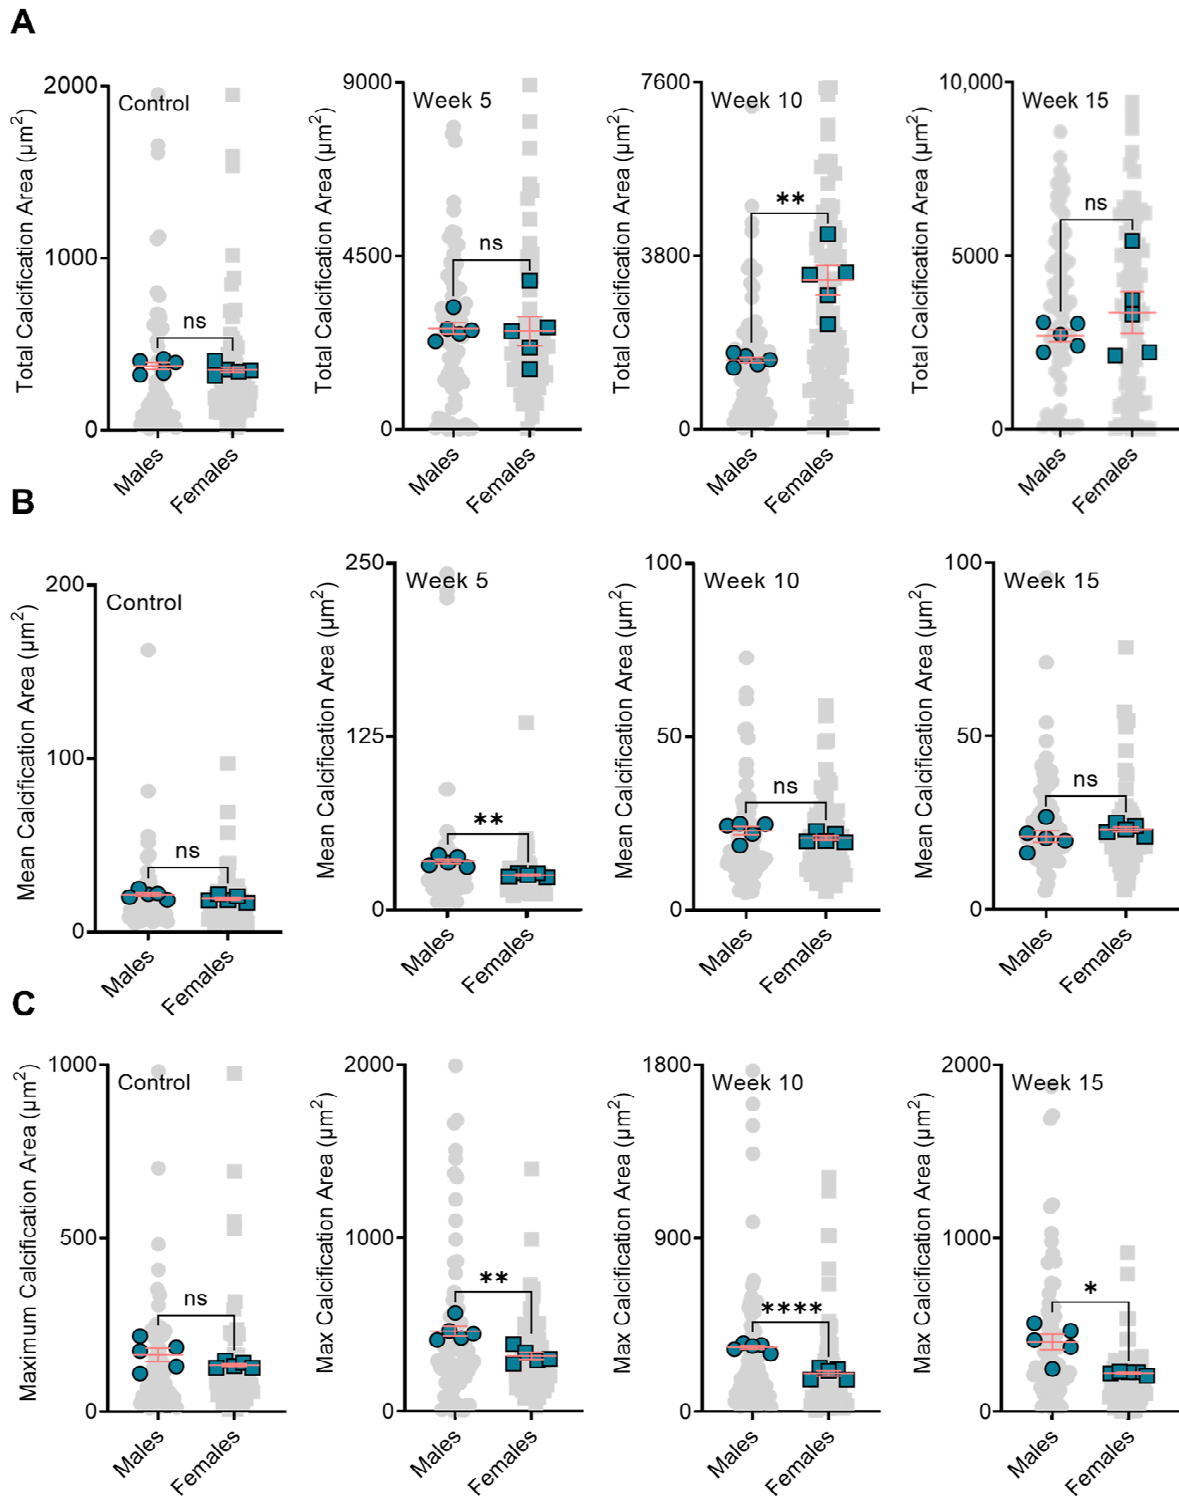 A
Total Calcification Area (µm²)
2000
1000
0
Control
ns
Males
Females
Total Calcification Area (µm²)
9000
4500
0
Week 5
ns
Males
Females
Total Calcification Area (µm²)
7600
3800
0
Week 10
**
Males
Females
Total Calcification Area (µm²)
10,000
5000
0
Week 15
ns
Males
Females
B
Mean Calcification Area (µm²)
200
100
0
Control
ns
Males
Females
Mean Calcification Area (µm²)
250
125
0
Week 5
**
Males
Females
Mean Calcification Area (µm²)
100
50
0
Week 10
ns
Males
Females
Mean Calcification Area (µm²)
100
50
0
Week 15
ns
Males
Females
C
Maximum Calcification Area (µm²)
1000
500
0
Control
ns
Males
Females
Max Calcification Area (µm²)
2000
1000
0
**
Males
Females
Max Calcification Area (µm²)
1800
900
0
Week 10
****
Males
Females
Max Calcification Area (µm²)
2000
1000
0
Week 15
*
Males
Females